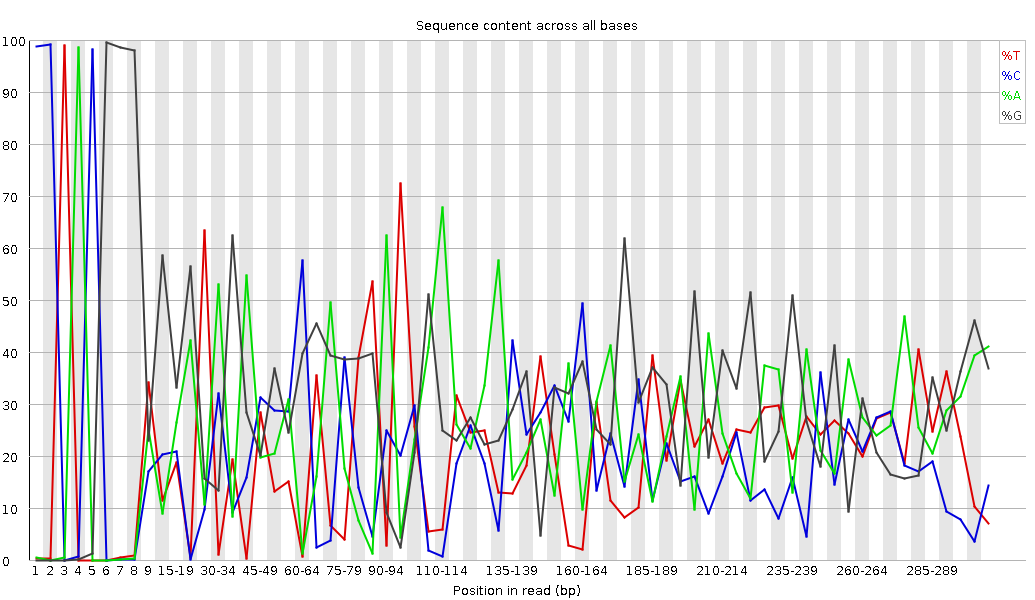 Sequence content across all bases
100
90
80
70
60
50
40
30
20
10
0
%T
%C
%A
%G
1 2 3 4 5 6 7 8 9 15-19 30-34 45-49 60-64 75-79 90-94 110-114 135-139 160-164 185-189 210-214 235-239 260-264 285-289
Position in read (bp)